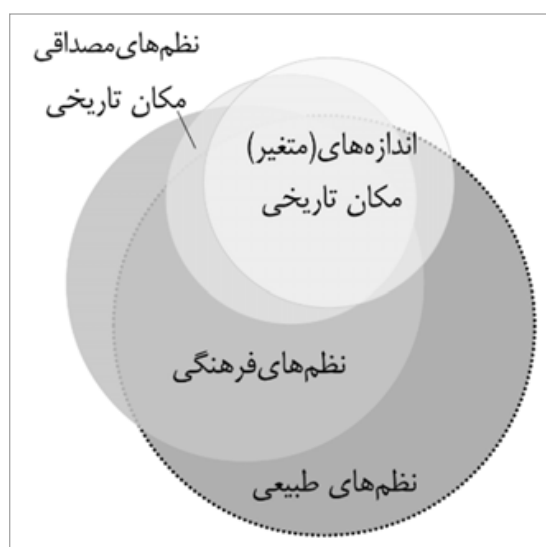 نظم‌های مصداقی
مکان تاریخی
اندازه‌های(متغیر)
مکان تاریخی
نظم‌های فرهنگی
نظم‌های طبیعی